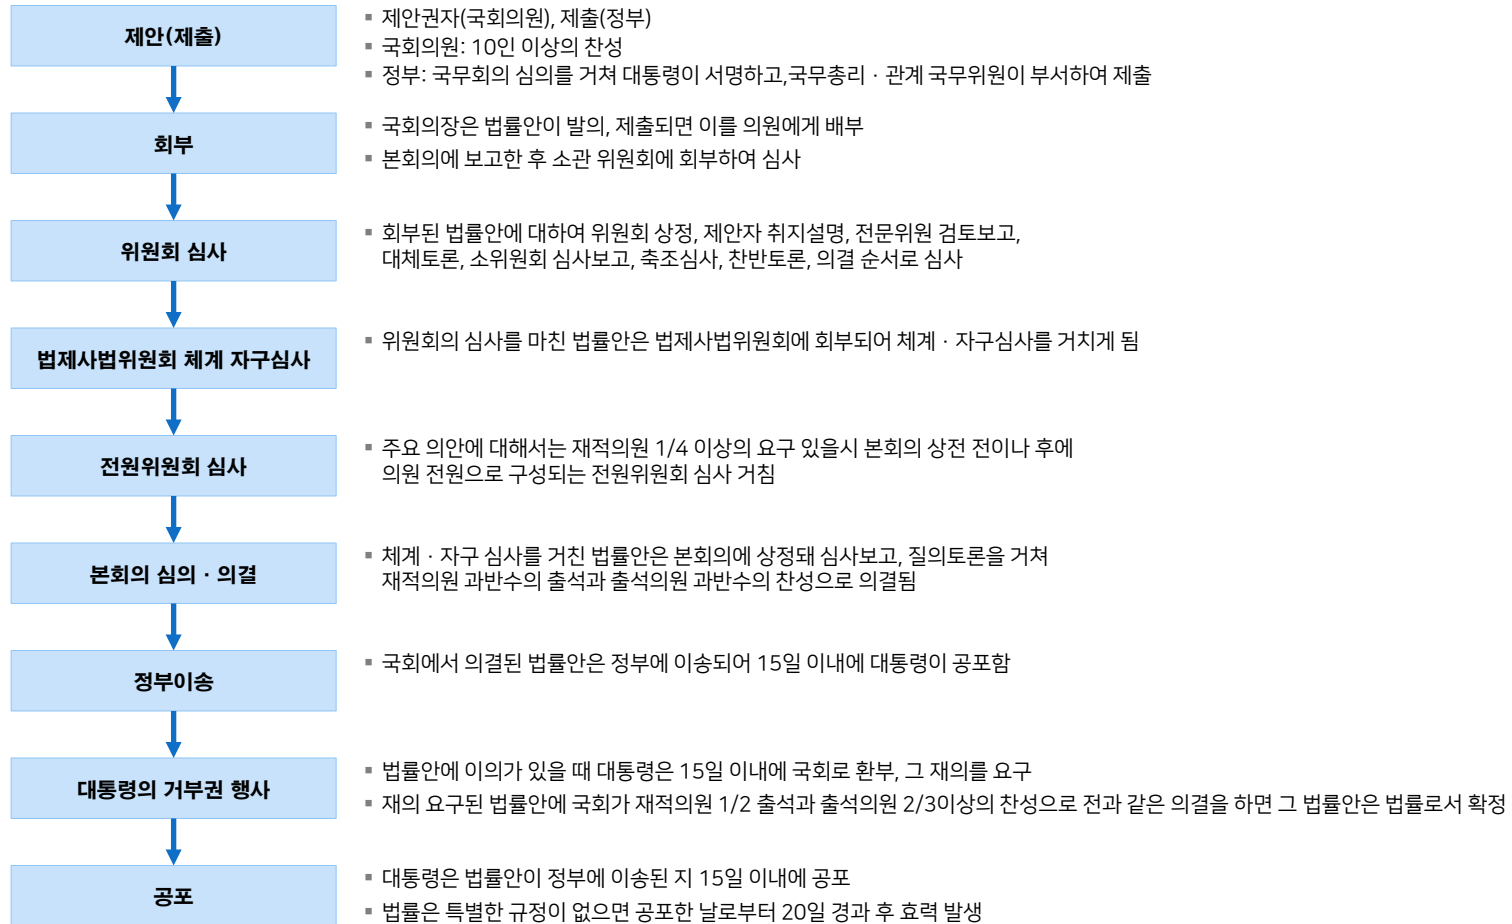 제안(제출)
▪ 제안권자(국회의원), 제출(정부)
▪ 국회의원: 10인 이상의 찬성
▪ 정부: 국무회의 심의를 거쳐 대통령이 서명하고,국무총리 · 관계 국무위원이 부서하여 제출
회부
▪ 국회의장은 법률안이 발의, 제출되면 이를 의원에게 배부
▪ 본회의에 보고한 후 소관 위원회에 회부하여 심사
위원회 심사
▪ 회부된 법률안에 대하여 위원회 상정, 제안자 취지설명, 전문위원 검토보고,
대체토론, 소위원회 심사보고, 축조심사, 찬반토론, 의결 순서로 심사
법제사법위원회 체계 자구심사
▪ 위원회의 심사를 마친 법률안은 법제사법위원회에 회부되어 체계 · 자구심사를 거치게 됨
전원위원회 심사
▪ 주요 의안에 대해서는 재적의원 1/4 이상의 요구 있을시 본회의 상전 전이나 후에
의원 전원으로 구성되는 전원위원회 심사 거침
본회의 심의 · 의결
▪ 체계 · 자구 심사를 거친 법률안은 본회의에 상정돼 심사보고, 질의토론을 거쳐
재적의원 과반수의 출석과 출석의원 과반수의 찬성으로 의결됨
정부이송
▪ 국회에서 의결된 법률안은 정부에 이송되어 15일 이내에 대통령이 공포함
대통령의 거부권 행사
▪ 법률안에 이의가 있을 때 대통령은 15일 이내에 국회로 환부, 그 재의를 요구
▪ 재의 요구된 법률안에 국회가 재적의원 1/2 출석과 출석의원 2/3이상의 찬성으로 전과 같은 의결을 하면 그 법률안은 법률로서 확정
공포
▪ 대통령은 법률안이 정부에 이송된 지 15일 이내에 공포
▪ 법률은 특별한 규정이 없으면 공포한 날로부터 20일 경과 후 효력 발생